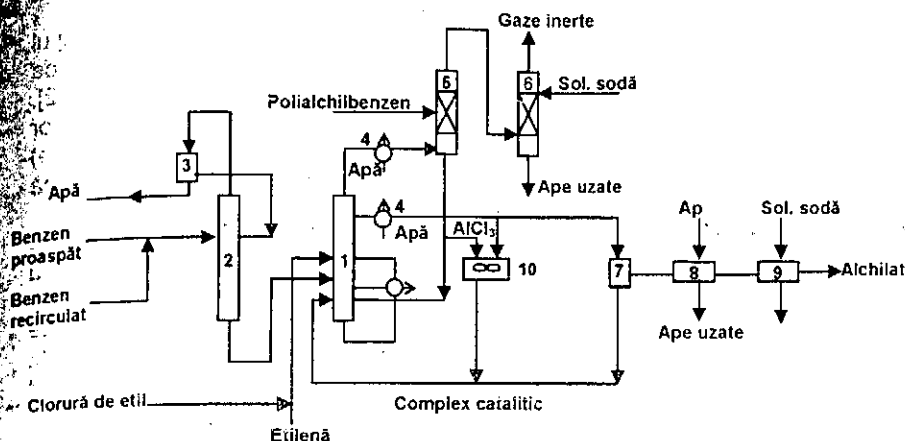 Gaze inerte
5
6
Sol. sodă
Polialchilbenzen
4
Apă
Ape uzate
3
Apă
4
Apă
AlCl₃
Ap
Sol. sodă
Benzen
proaspăt
2
1
10
7
8
9
Alchilat
Benzen
recirculat
Ape uzate
Clorură de etil
Complex catalitic
Etilenă